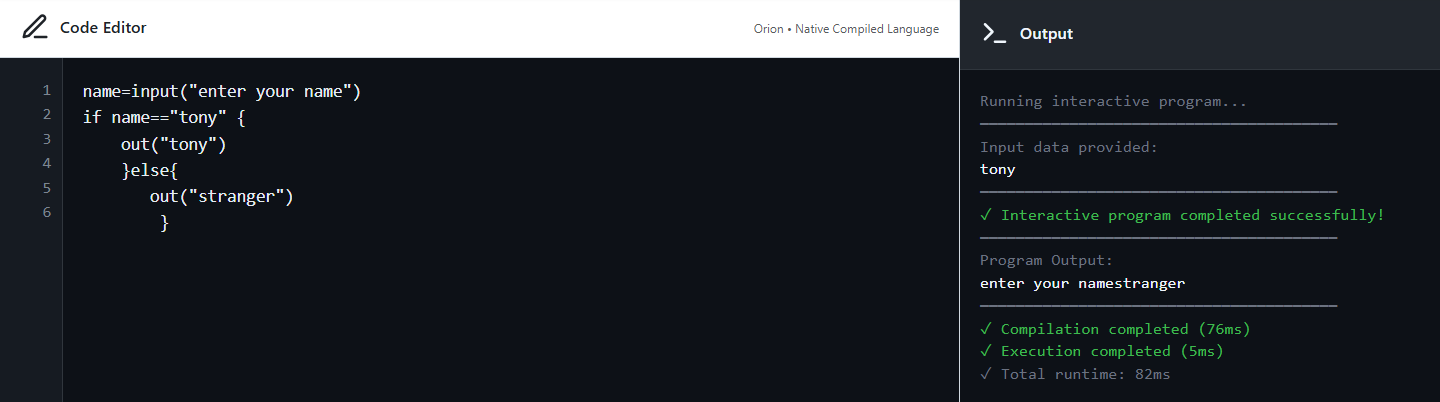 Code Editor
Orion • Native Compiled Language
1 name=input("enter your name")
2 if name=="tony" {
3 out("tony")
4 }else{
5 out("stranger")
6 }
Output
Running interactive program...
Input data provided:
tony
✓ Interactive program completed successfully!
Program Output:
enter your namestranger
✓ Compilation completed (76ms)
✓ Execution completed (5ms)
✓ Total runtime: 82ms